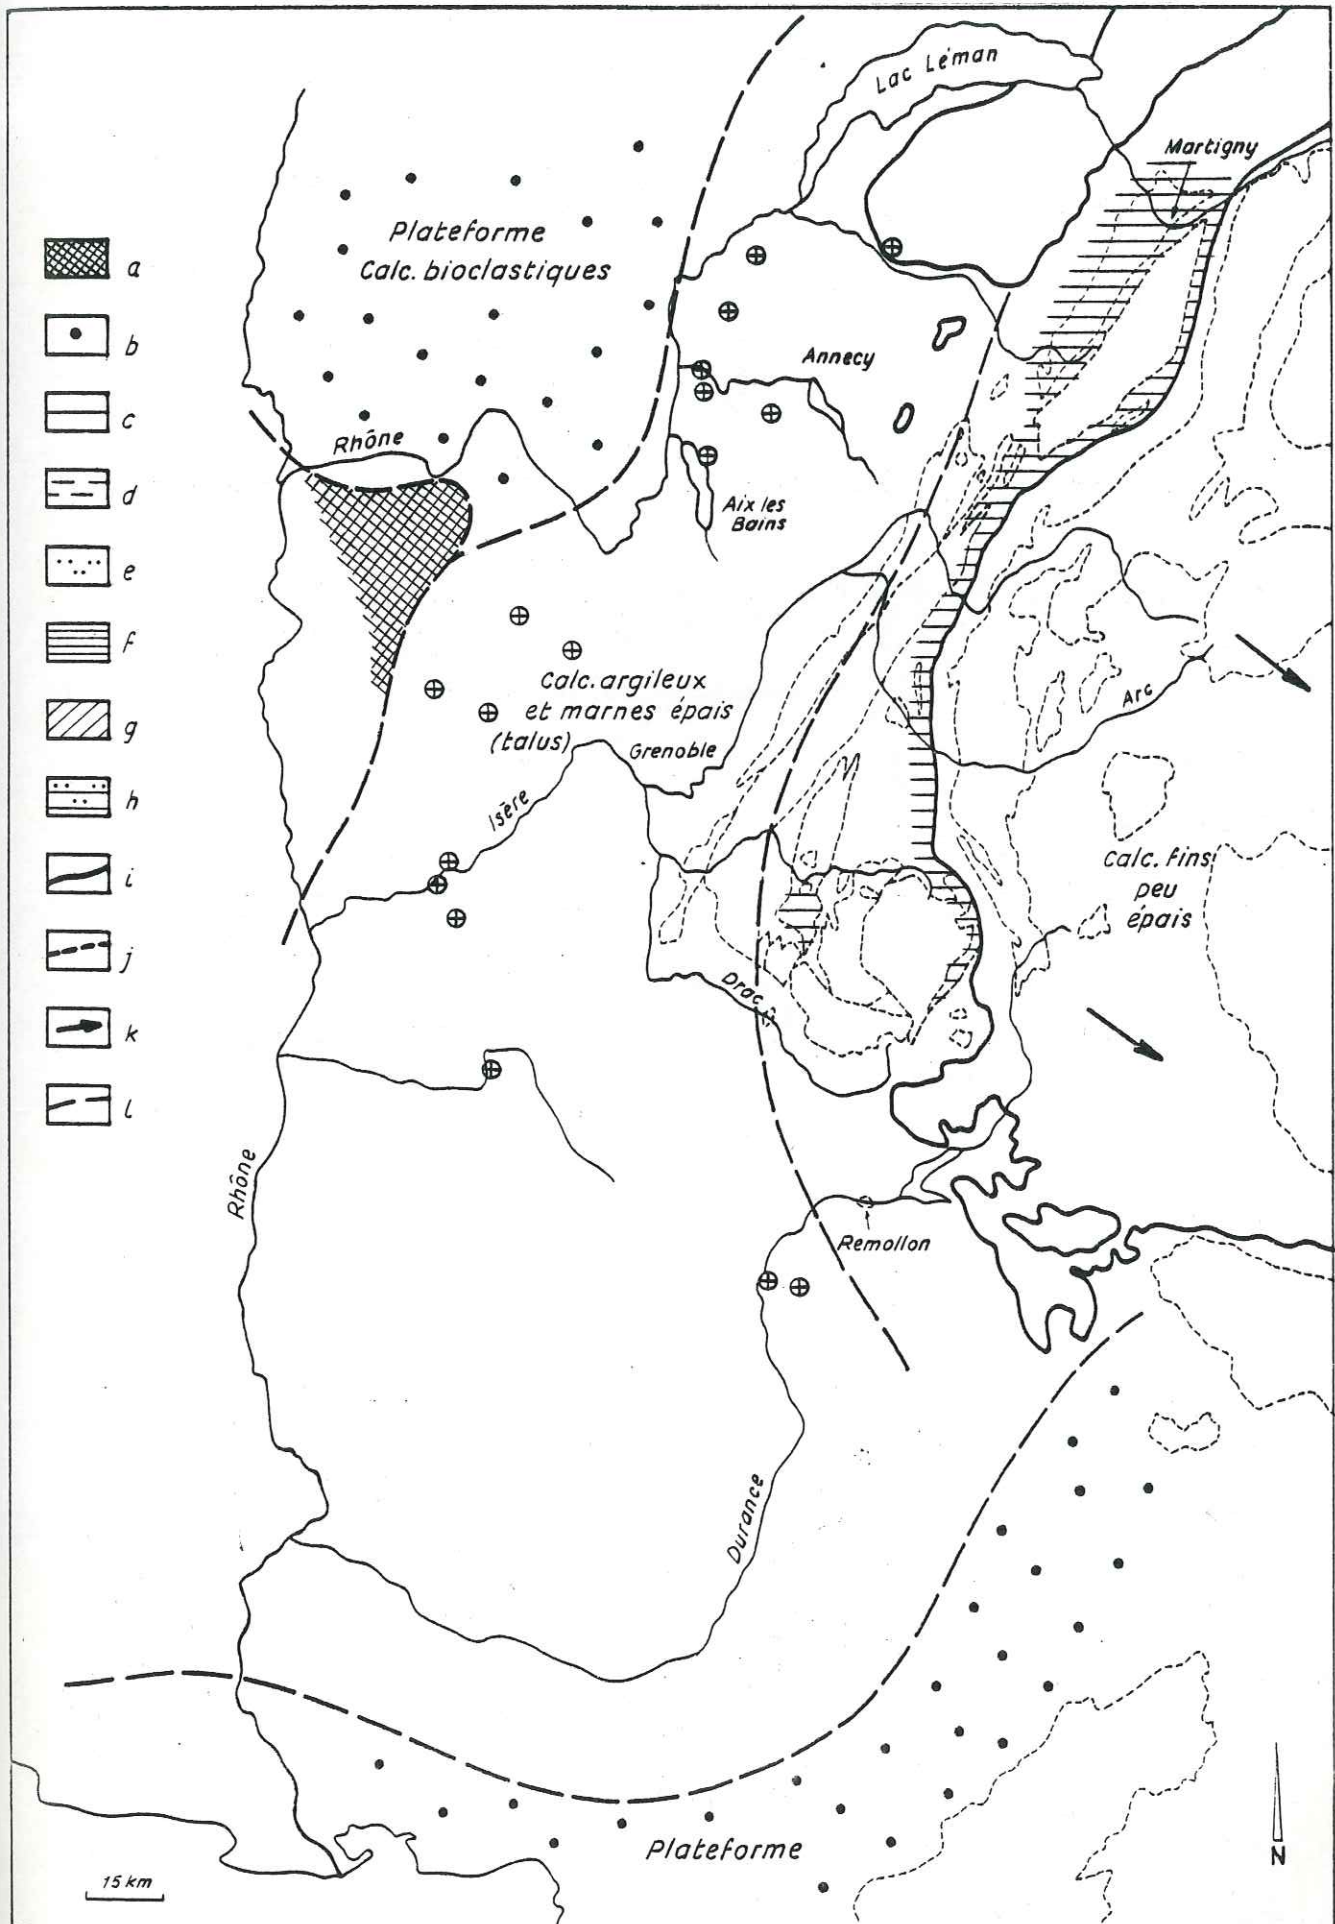 Lac Léman
Martigny
Plateforme
Calc. bioclastiques
a
b
c
d
e
f
g
h
i
j
k
l
Annecy
Rhône
Aix les
Bains
Calc. argileux
et marnes épais
(talus)
Grenoble
Isère
Arc
Calc. fins
peu
épais
Drac
Rhône
Remollon
Durance
Plateforme
15 km
N